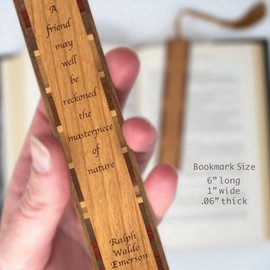 A
friend
may
well
be
reckoned
the
masterpiece
of
nature
Ralph
Waldo
Emerson
Bookmark Size
6" long
1" wide
.06" thick